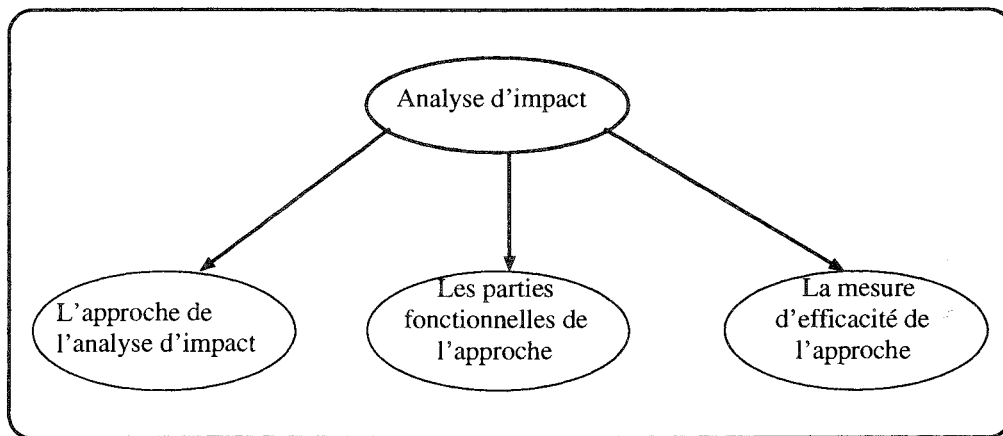 Analyse d'impact
L'approche de
l'analyse d'impact
Les parties
fonctionnelles de
l'approche
La mesure
d'efficacité de
l'approche